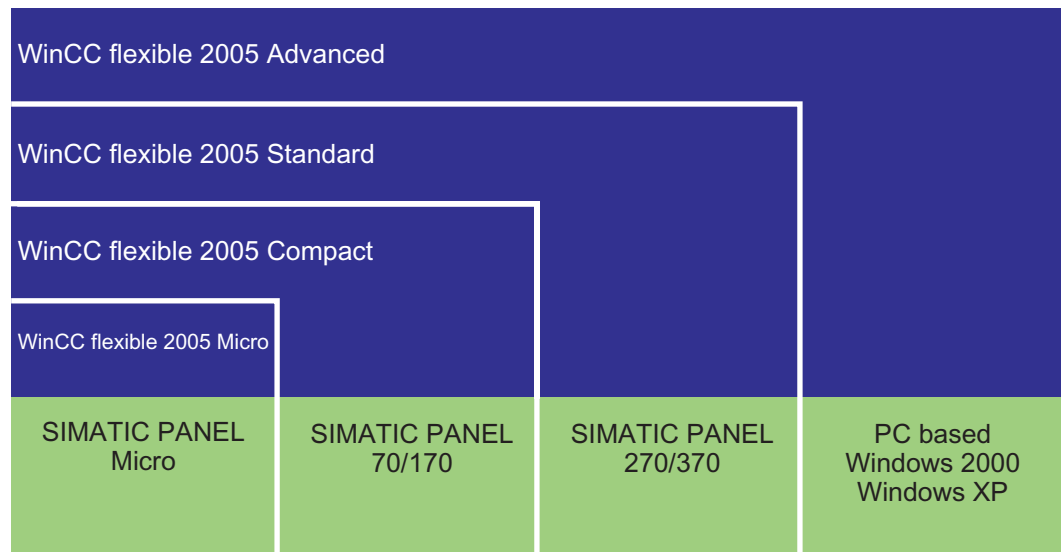 WinCC flexible 2005 Advanced
WinCC flexible 2005 Standard
WinCC flexible 2005 Compact
WinCC flexible 2005 Micro
SIMATIC PANEL
Micro
SIMATIC PANEL
70/170
SIMATIC PANEL
270/370
PC based
Windows 2000
Windows XP